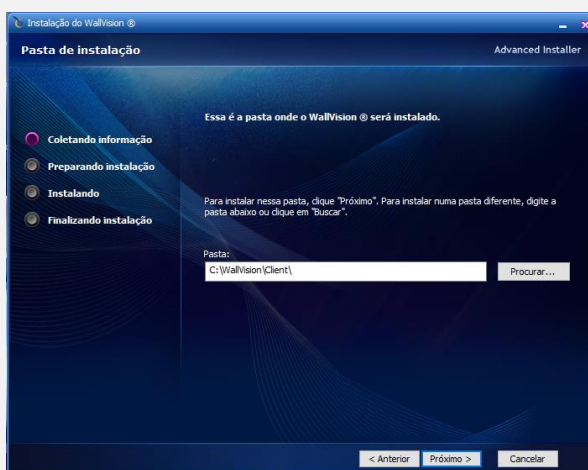 Instalação do WallVision ®
Pasta de instalação
Advanced Installer
Essa é a pasta onde o WallVision ® será instalado.
Coletando informação
Preparando instalação
Instalando
Finalizando instalação
Para instalar nessa pasta, clique "Próximo". Para instalar numa pasta diferente, digite a
pasta abaixo ou clique em "Buscar".
Pasta:
C:\WallVision\Client\
Procurar...
< Anterior
Próximo >
Cancelar